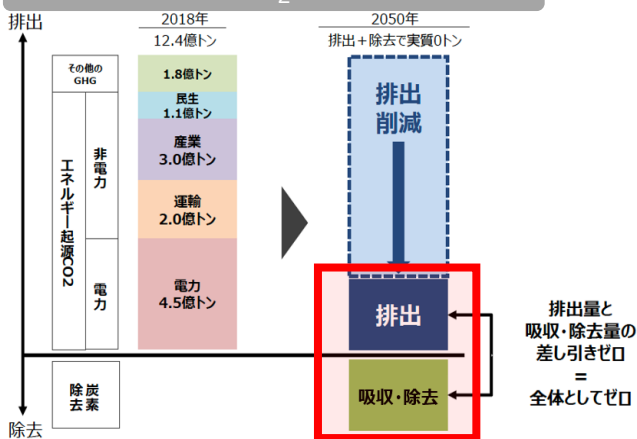 2
排出
2018年
12.4億トン
2050年
排出+除去で実質0トン
その他の
GHG
1.8億トン
民生
1.1億トン
産業
3.0億トン
運輸
2.0億トン
電力
4.5億トン
エネルギー起源CO2
非電力
電力
排出
削減
排出
吸収・除去
排出量と
吸収・除去量の
差し引きゼロ
=
全体としてゼロ
炭素
除去
除去